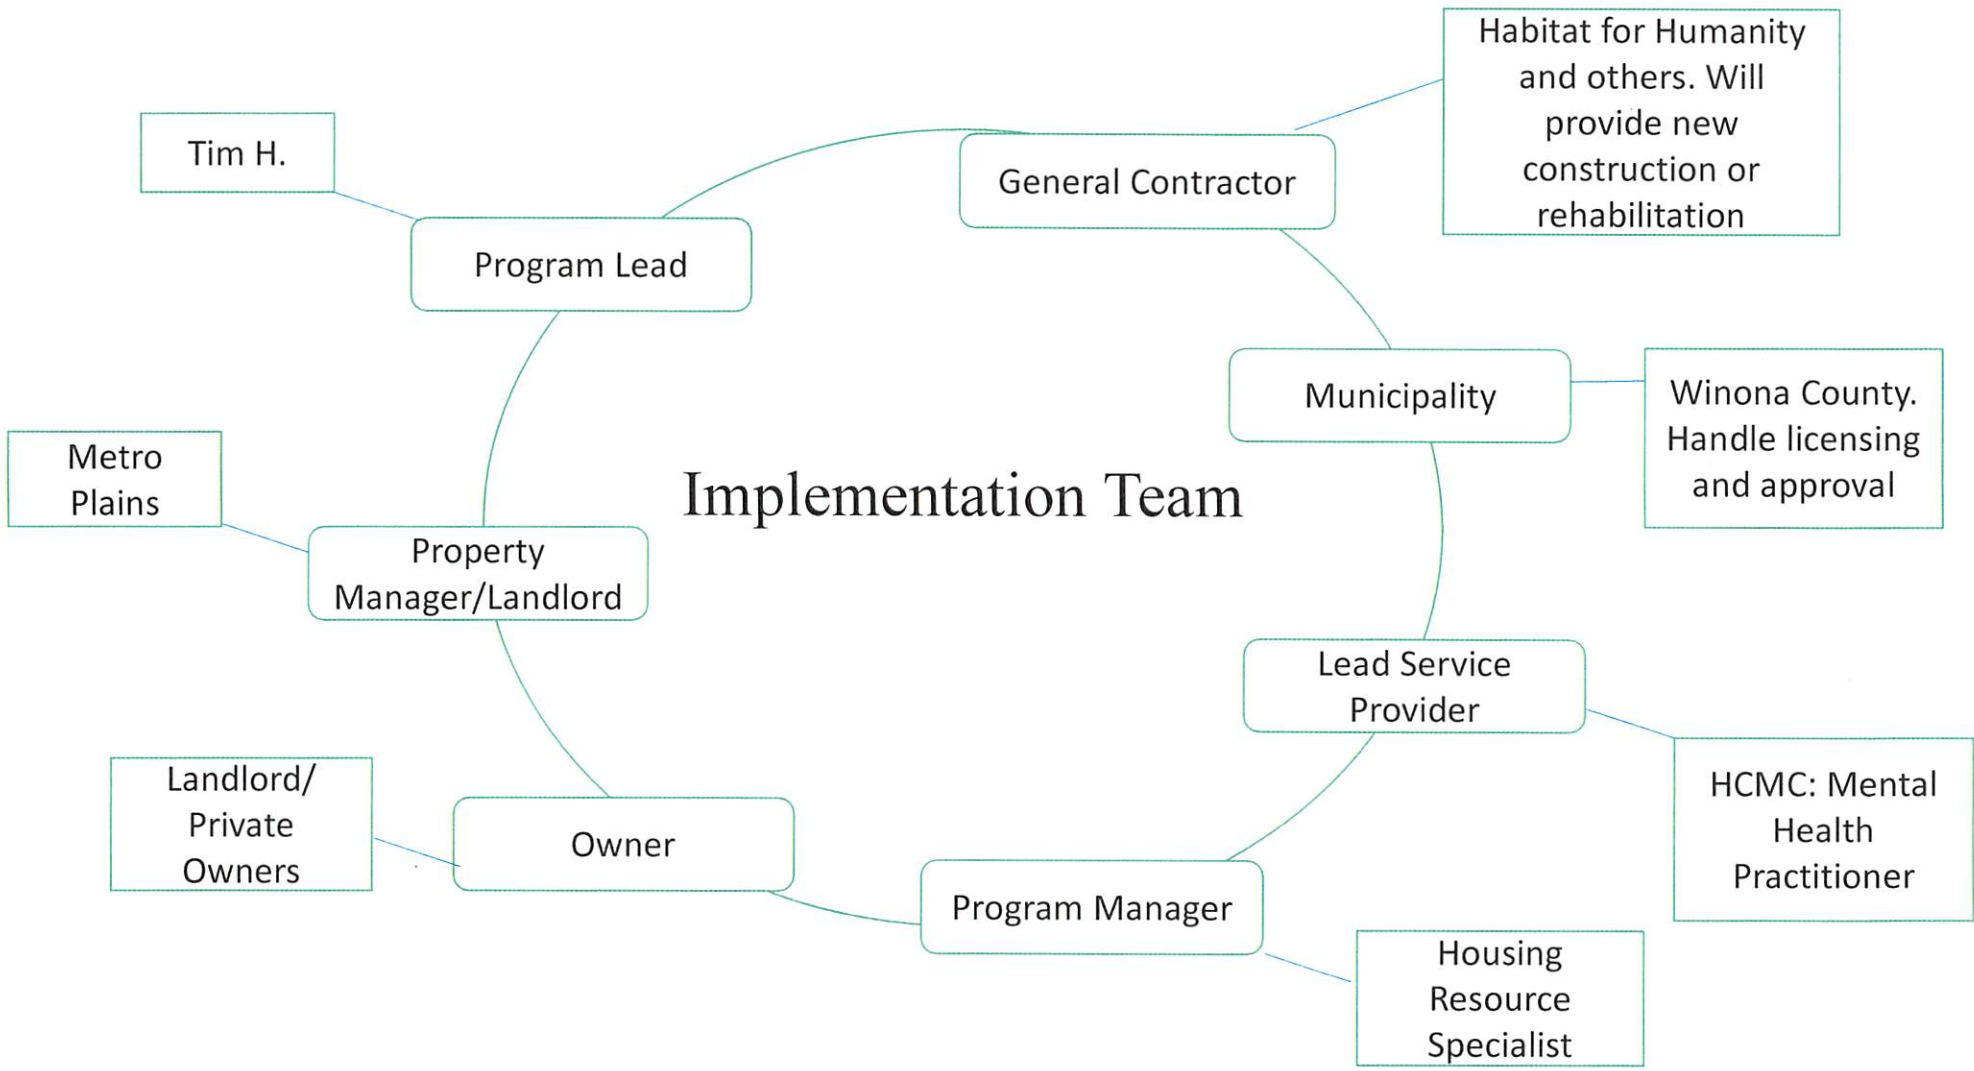 Habitat for Humanity
and others. Will
provide new
construction or
rehabilitation
Tim H.
General Contractor
Program Lead
Municipality
Winona County.
Handle licensing
and approval
Metro
Plains
Implementation Team
Property
Manager/Landlord
Lead Service
Provider
HCMC: Mental
Health
Practitioner
Landlord/
Private
Owners
Owner
Program Manager
Housing
Resource
Specialist